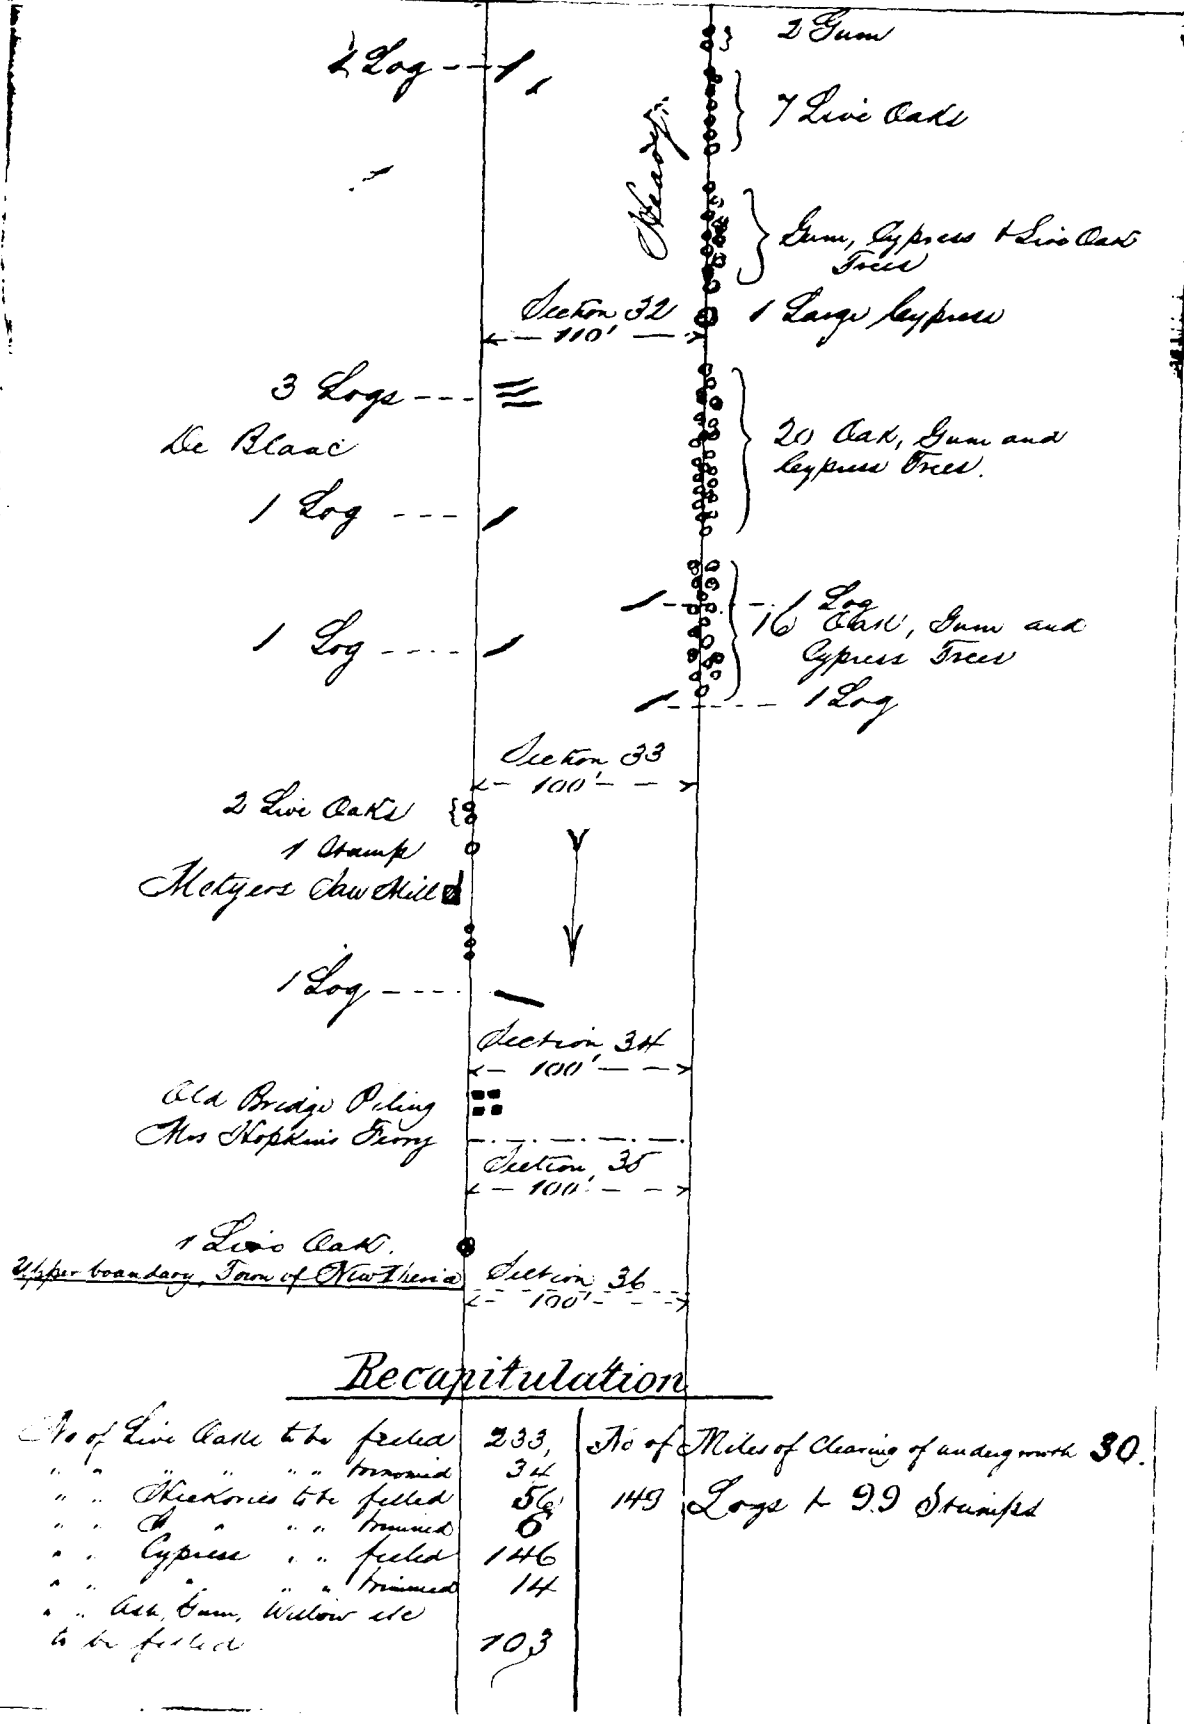 2 Gum
1 Log
7 Live Oaks
Heavy.
Gum, Cypress & Live Oak
Trees
Section 32
110'
1 Large Cypress
3 Logs
De Blanc
20 Oak, Gum and
Cypress Trees.
1 Log
1 Log
16 Oak, Gum and
Cypress Trees
1 Log
1 Log
Section 33
100'
2 Live Oaks
1 Stump
Metyers Saw Mill
1 Log
Section 34
100'
Old Bridge Piling
Mrs Hopkins Ferry
Section 35
100'
1 Live Oak.
Upper boundary, Town of New Iberia
Section 36
100'
Recapitulation
No of Live Oaks to be felled 233,
" " " " " " trimmed 34
" " Hickories to be felled 56
" " " " " trimmed 6
" " Cypress " " felled 146
" " " " " trimmed 14
" " Ash, Gum, Willow etc
to be felled 103
No of Miles of Clearing of undergrowth 30.
149 Logs & 99 Stumps